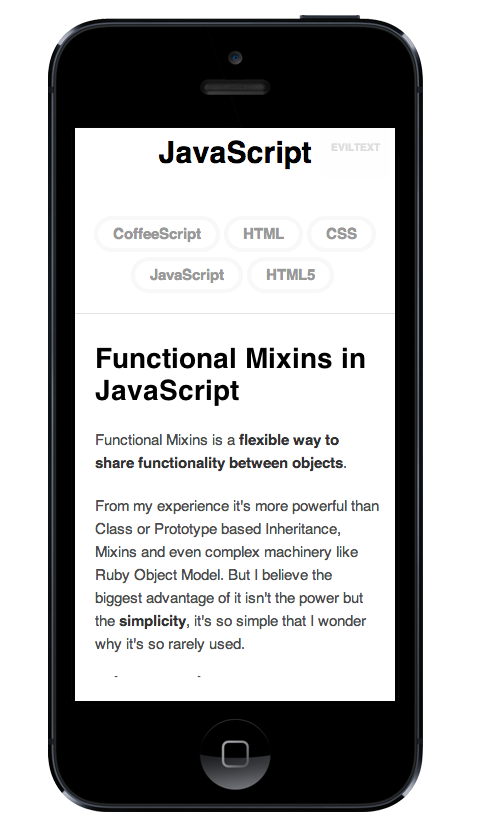 JavaScript EVILTEXT
CoffeeScript HTML CSS
JavaScript HTML5
Functional Mixins in
JavaScript
Functional Mixins is a flexible way to
share functionality between objects.
From my experience it's more powerful than
Class or Prototype based Inheritance,
Mixins and even complex machinery like
Ruby Object Model. But I believe the
biggest advantage of it isn't the power but
the simplicity, it's so simple that I wonder
why it's so rarely used.